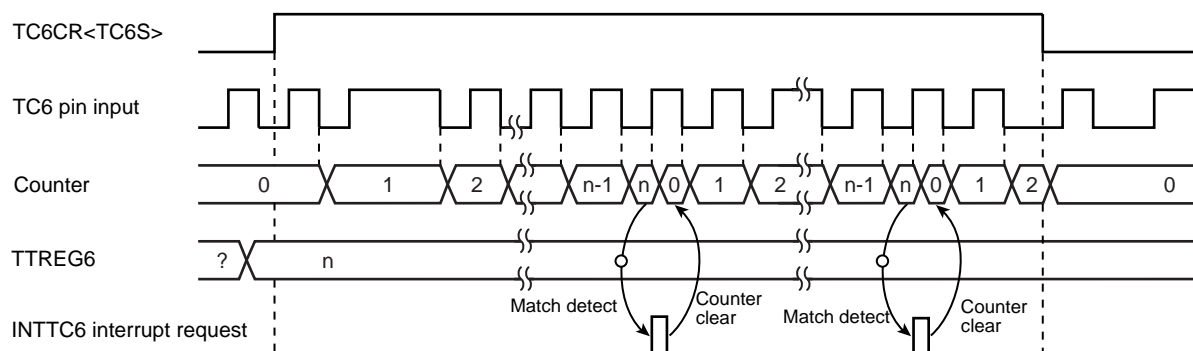 TC6CR<TC6S>
TC6 pin input
Counter 0 1 2 n-1 n 0 1 2 n-1 n 0 1 2 0
TTREG6 ? n
Match detect Counter clear Match detect Counter clear
INTTC6 interrupt request